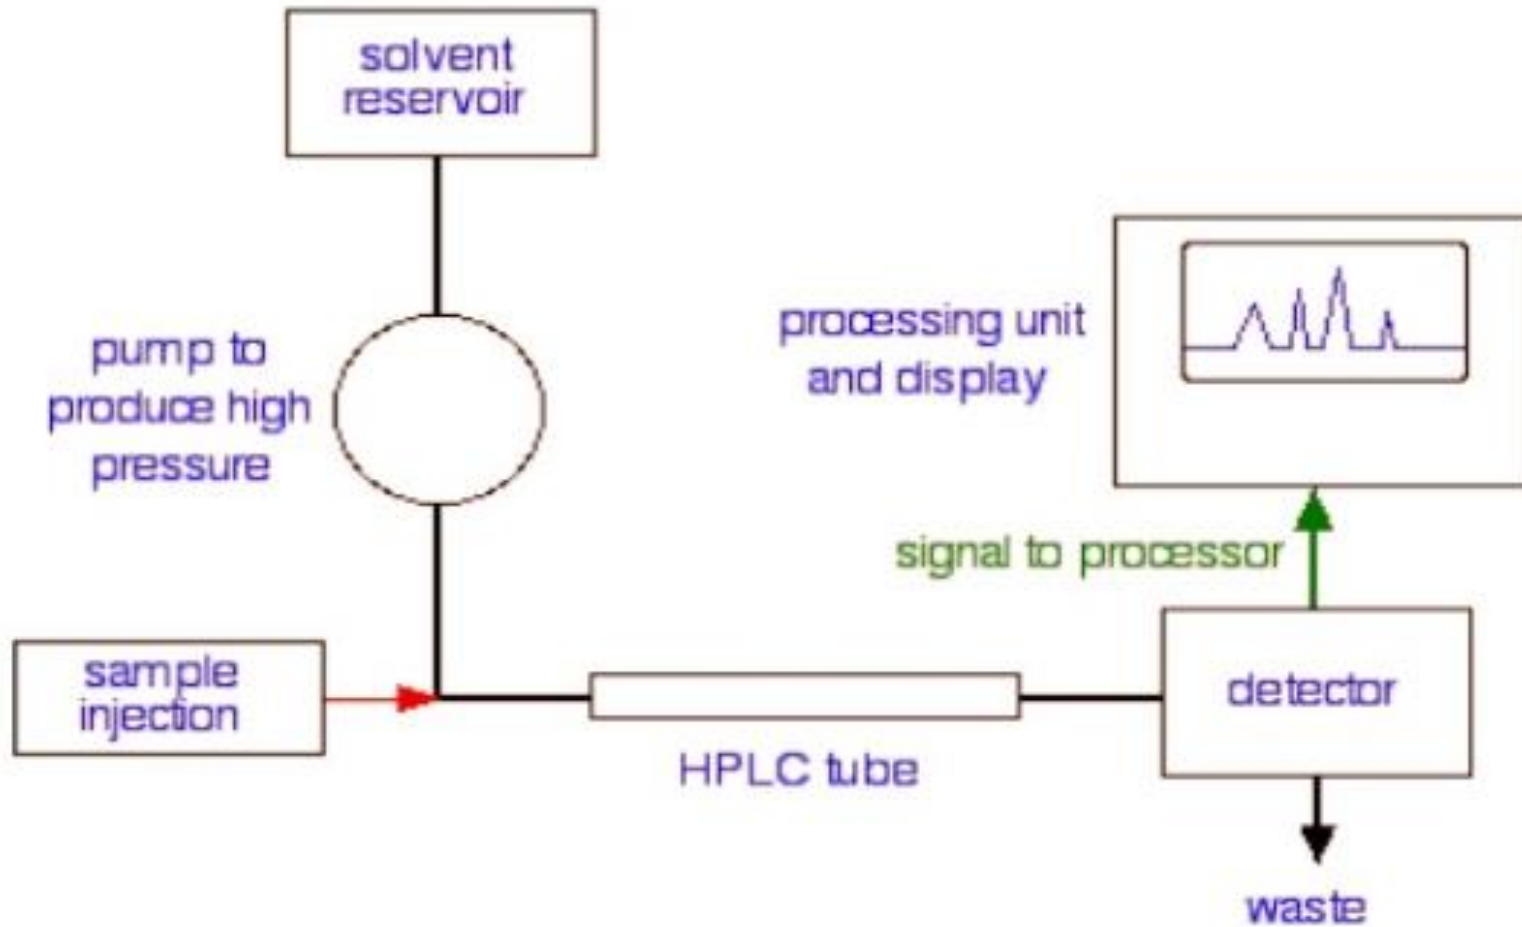 solvent
reservoir
pump to
produce high
pressure
processing unit
and display
signal to processor
sample
injection
HPLC tube
detector
waste